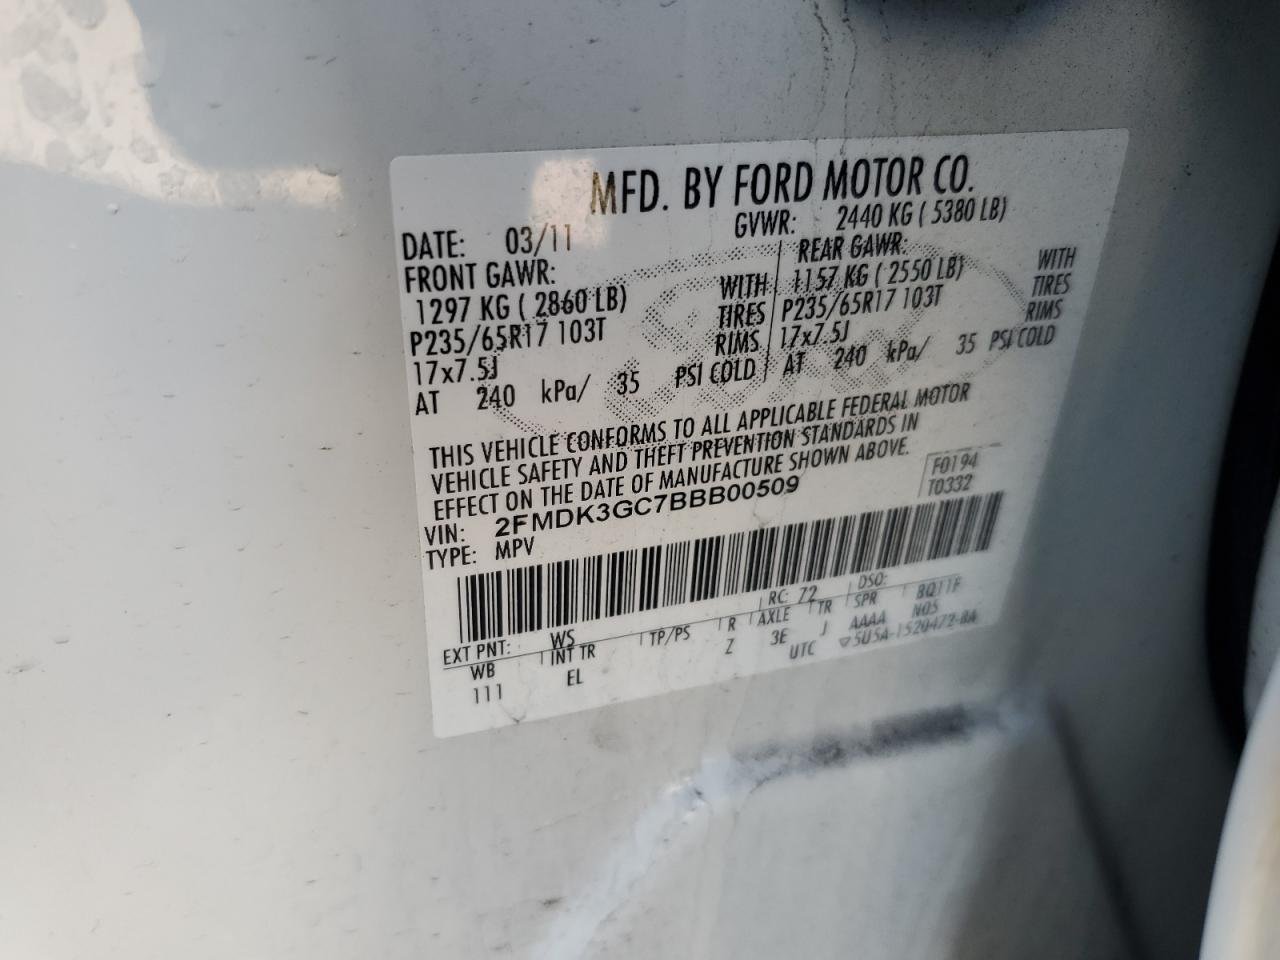 MFD. BY FORD MOTOR CO.
DATE: 03/11 GVWR: 2440 KG ( 5380 LB)
FRONT GAWR: REAR GAWR:
1297 KG ( 2860 LB) WITH 1157 KG ( 2550 LB) WITH
P235/65R17 103T TIRES P235/65R17 103T TIRES
17x7.5J RIMS 17x7.5J RIMS
AT 240 kPa/ 35 PSI COLD AT 240 kPa/ 35 PSI COLD
THIS VEHICLE CONFORMS TO ALL APPLICABLE FEDERAL MOTOR
VEHICLE SAFETY AND THEFT PREVENTION STANDARDS IN
EFFECT ON THE DATE OF MANUFACTURE SHOWN ABOVE.
F0194
VIN: 2FMDK3GC7BBB00509 T0332
TYPE: MPV
EXT PNT: WS RC: 72 DSO:
WB INT TR TP/PS R AXLE TR SPR BQ11F
111 EL Z 3E J AAAA N05
UTC ▽5U5A-1520472-BA